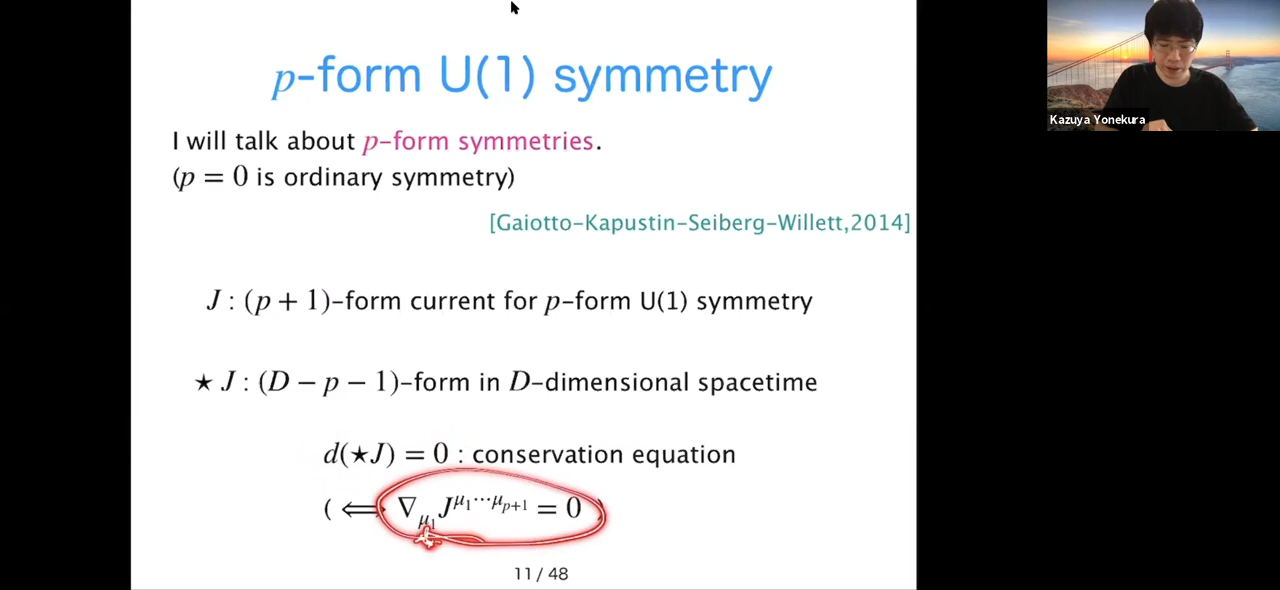 p-form U(1) symmetry
I will talk about p-form symmetries.
(p = 0 is ordinary symmetry)
[Gaiotto-Kapustin-Seiberg-Willett,2014]
J : (p + 1)-form current for p-form U(1) symmetry
⋆ J : (D − p − 1)-form in D-dimensional spacetime
d(⋆J) = 0 : conservation equation
( ⟺ ∇_{μ₁} J^{μ₁⋯μ_{p+1}} = 0 )
11 / 48
Kazuya Yonekura